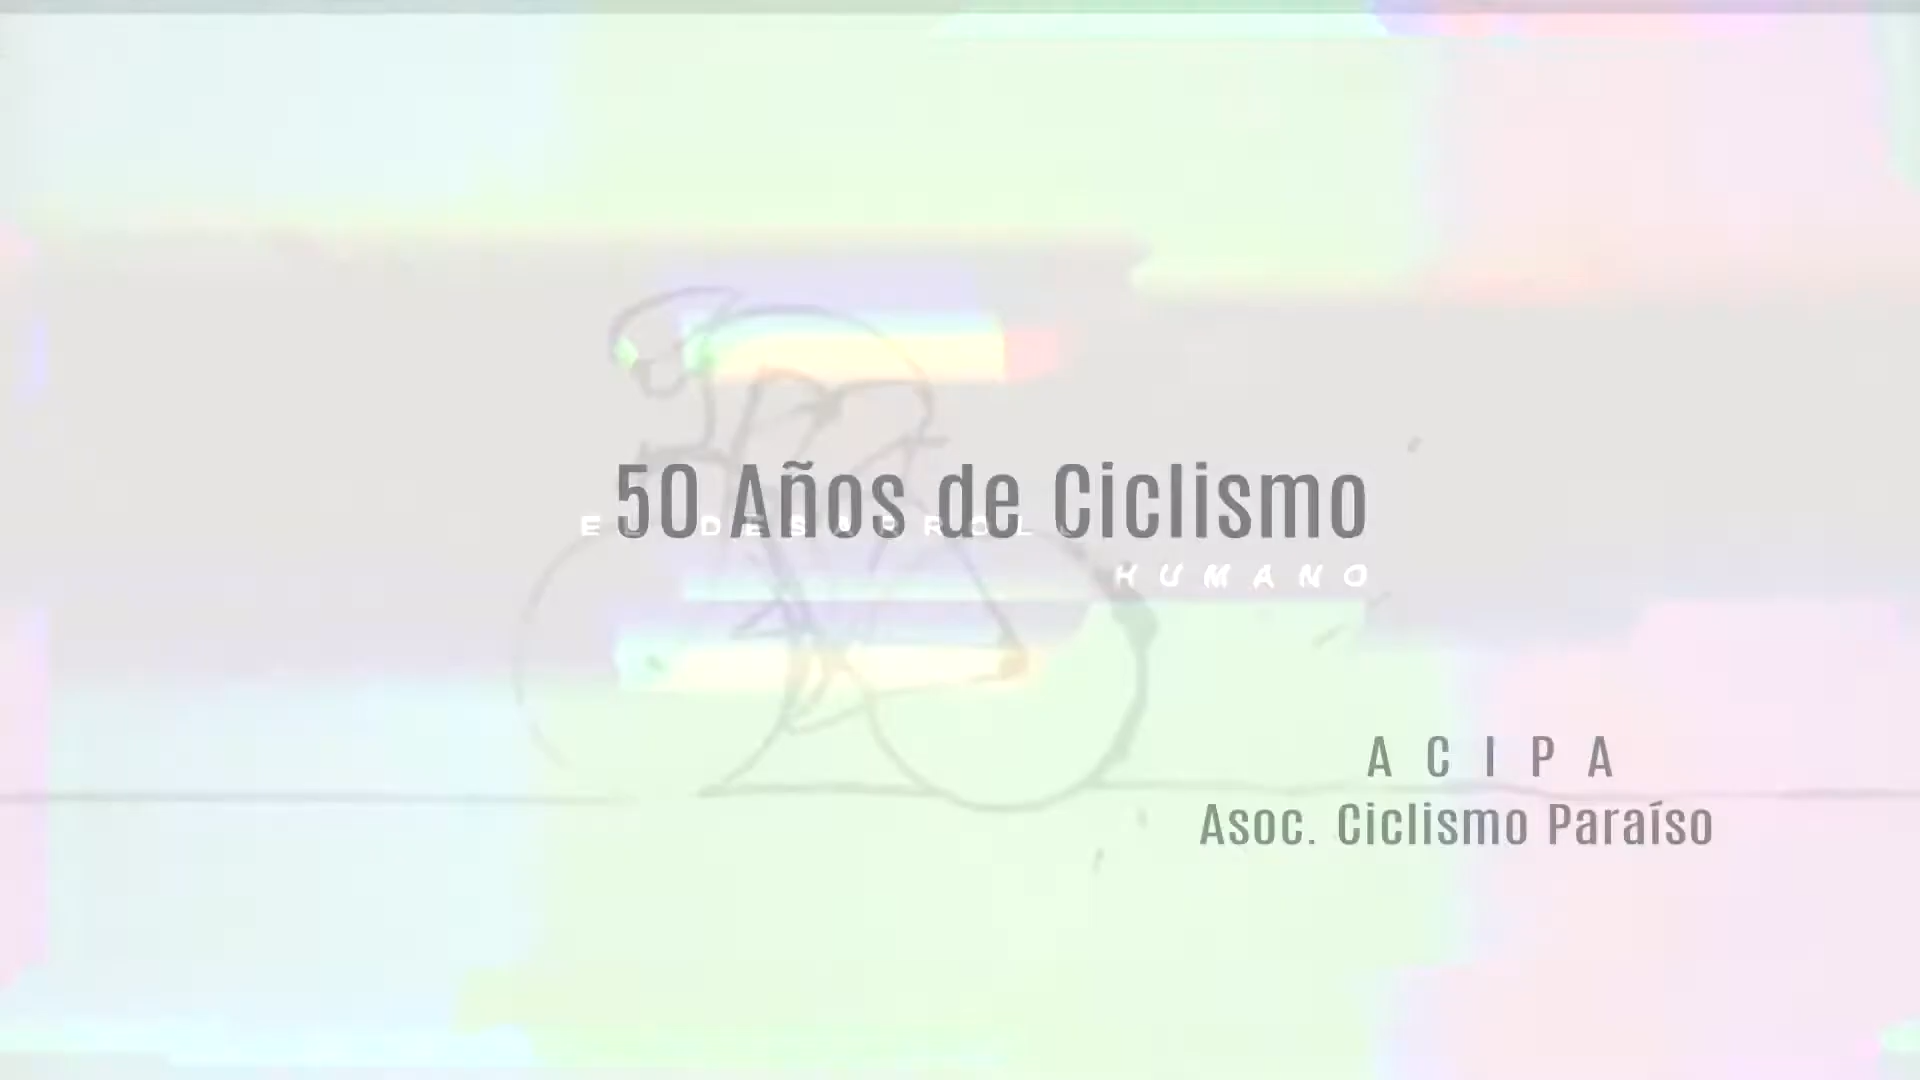 50 Años de Ciclismo
HUMANO
A C I P A
Asoc. Ciclismo Paraíso